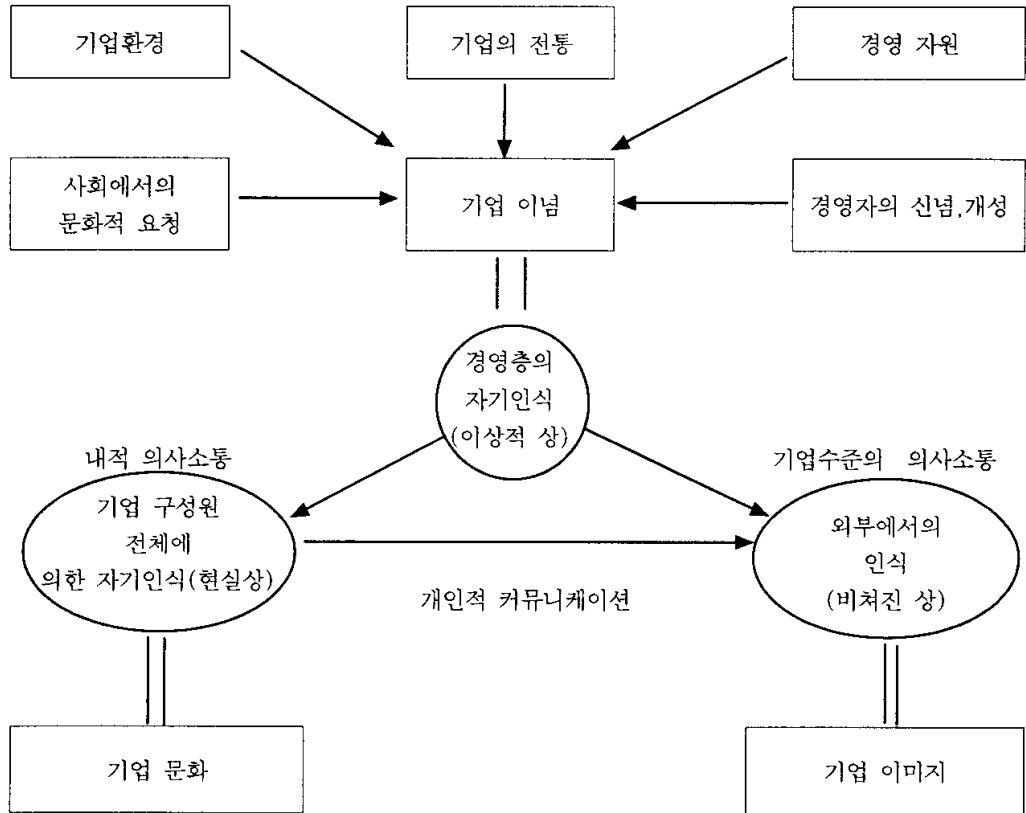 기업환경
기업의 전통
경영 자원
사회에서의
문화적 요청
기업 이념
경영자의 신념,개성
경영층의
자기인식
(이상적 상)
내적 의사소통
기업수준의 의사소통
기업 구성원
전체에
의한 자기인식(현실상)
외부에서의
인식
(비쳐진 상)
개인적 커뮤니케이션
기업 문화
기업 이미지